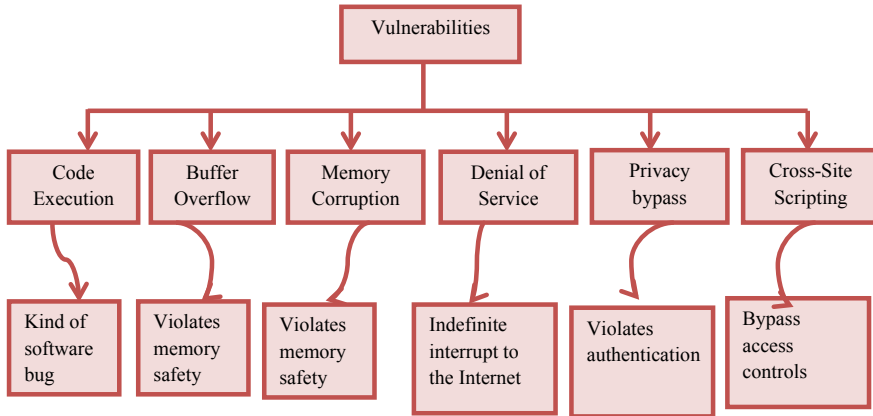 Vulnerabilities
Code
Execution
Buffer
Overflow
Memory
Corruption
Denial of
Service
Privacy
bypass
Cross-Site
Scripting
Kind of
software
bug
Violates
memory
safety
Violates
memory
safety
Indefinite
interrupt to
the Internet
Violates
authentication
Bypass
access
controls